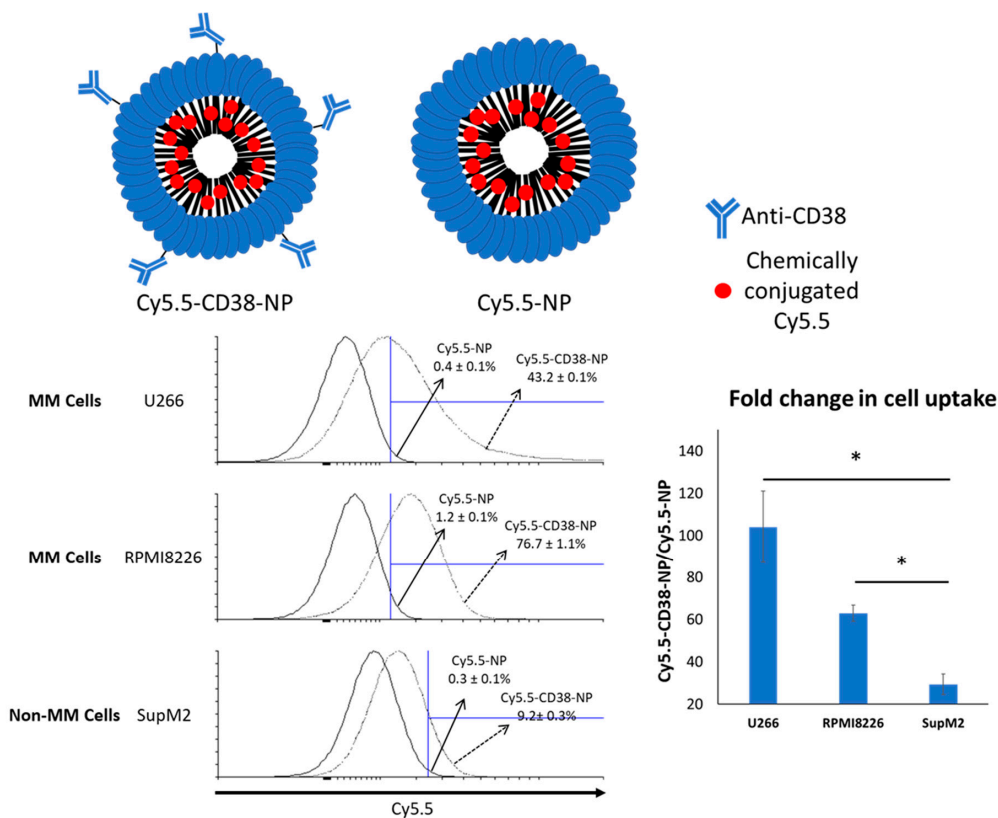 Cy5.5-CD38-NP
Cy5.5-NP
Anti-CD38
Chemically
conjugated
Cy5.5
MM Cells
U266
Cy5.5-NP
0.4 ± 0.1%
Cy5.5-CD38-NP
43.2 ± 0.1%
MM Cells
RPMI8226
Cy5.5-NP
1.2 ± 0.1%
Cy5.5-CD38-NP
76.7 ± 1.1%
Non-MM Cells
SupM2
Cy5.5-NP
0.3 ± 0.1%
Cy5.5-CD38-NP
9.2± 0.3%
Cy5.5
Fold change in cell uptake
Cy5.5-CD38-NP/Cy5.5-NP
140
120
100
80
60
40
20
*
*
U266
RPMI8226
SupM2